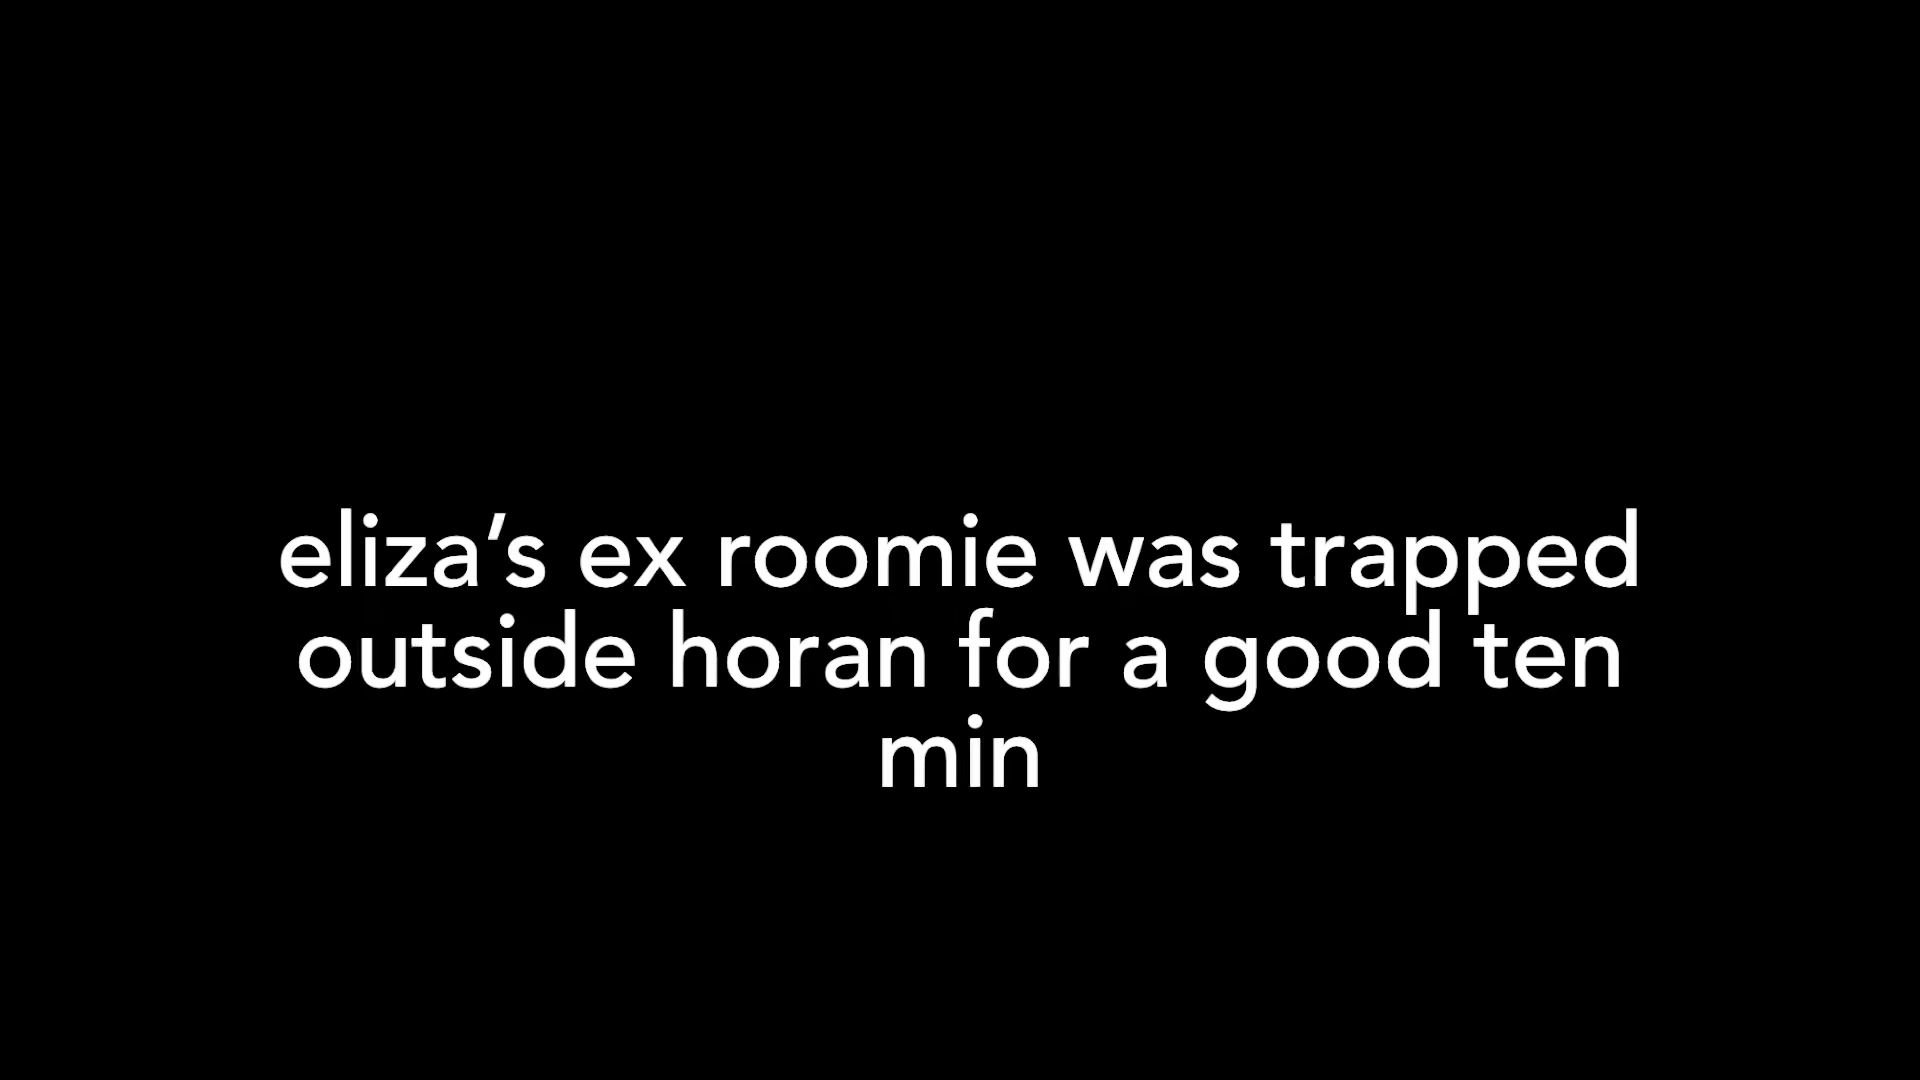 eliza’s ex roomie was trapped
outside horan for a good ten
min